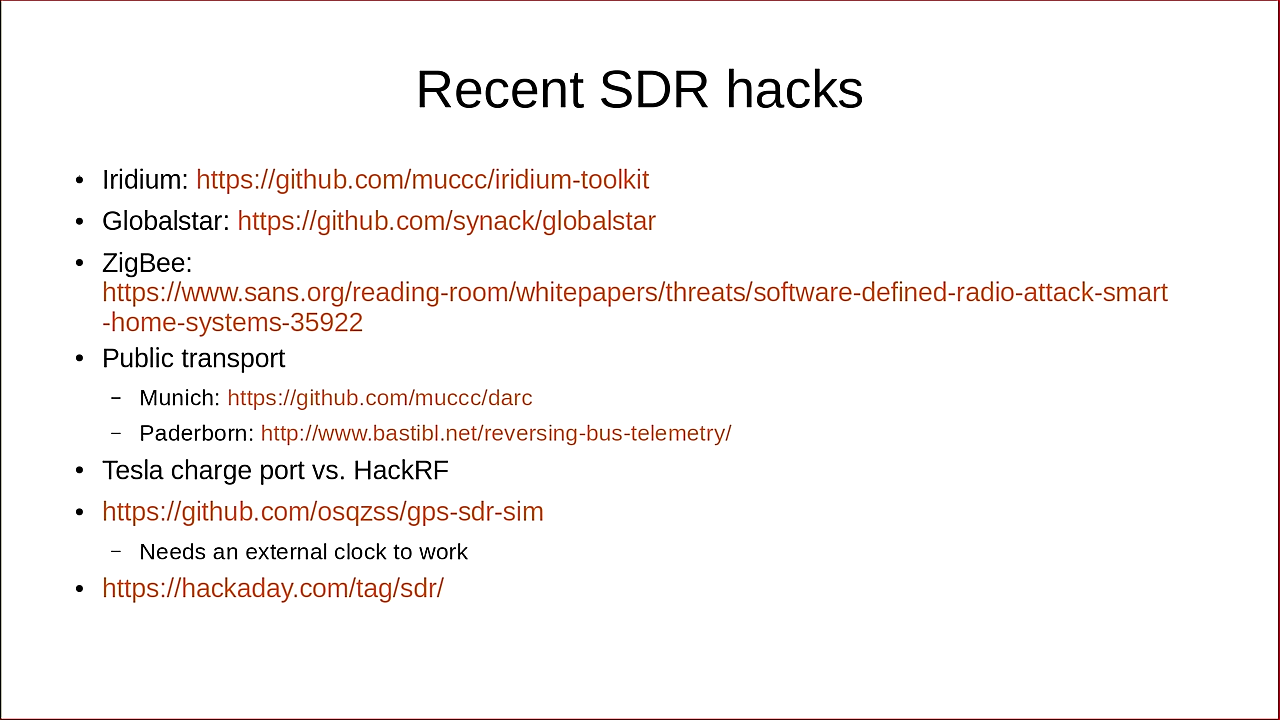 Recent SDR hacks
• Iridium: https://github.com/muccc/iridium-toolkit
• Globalstar: https://github.com/synack/globalstar
• ZigBee:
https://www.sans.org/reading-room/whitepapers/threats/software-defined-radio-attack-smart
-home-systems-35922
• Public transport
– Munich: https://github.com/muccc/darc
– Paderborn: http://www.bastibl.net/reversing-bus-telemetry/
• Tesla charge port vs. HackRF
• https://github.com/osqzss/gps-sdr-sim
– Needs an external clock to work
• https://hackaday.com/tag/sdr/